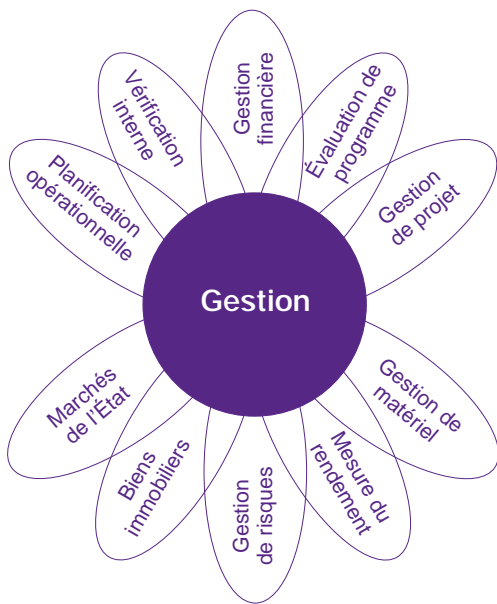 Gestion
financière
Évaluation de
programme
Gestion
de projet
Gestion de
matériel
Mesure du
rendement
Gestion
de risques
Biens
immobiliers
Marchés
de l'État
Planification
opérationnelle
Vérification
interne
Gestion